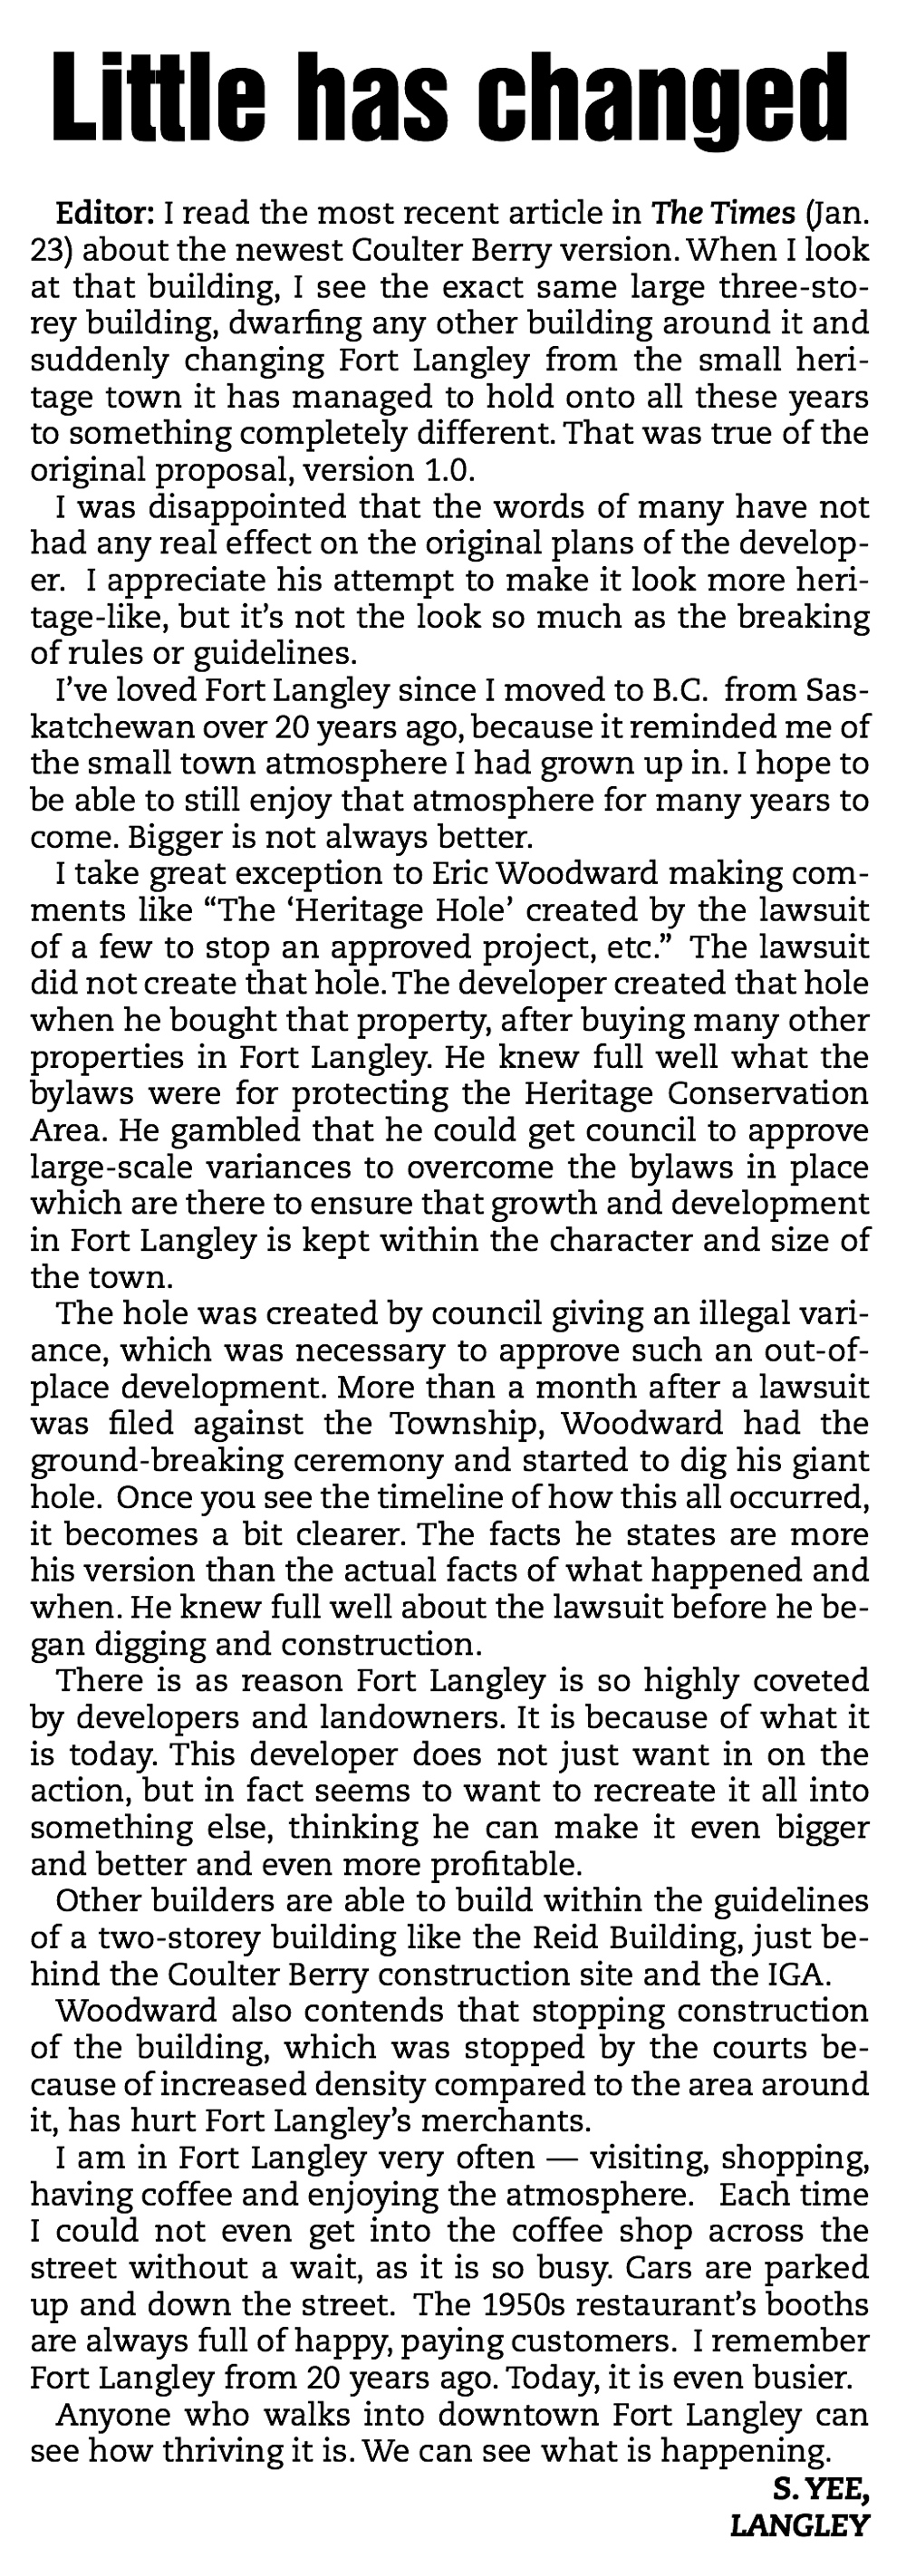 Little has changed
Editor: I read the most recent article in The Times (Jan.
23) about the newest Coulter Berry version. When I look
at that building, I see the exact same large three-sto-
rey building, dwarfing any other building around it and
suddenly changing Fort Langley from the small heri-
tage town it has managed to hold onto all these years
to something completely different. That was true of the
original proposal, version 1.0.
I was disappointed that the words of many have not
had any real effect on the original plans of the develop-
er. I appreciate his attempt to make it look more heri-
tage-like, but it's not the look so much as the breaking
of rules or guidelines.
I've loved Fort Langley since I moved to B.C. from Sas-
katchewan over 20 years ago, because it reminded me of
the small town atmosphere I had grown up in. I hope to
be able to still enjoy that atmosphere for many years to
come. Bigger is not always better.
I take great exception to Eric Woodward making com-
ments like “The ‘Heritage Hole’ created by the lawsuit
of a few to stop an approved project, etc.” The lawsuit
did not create that hole. The developer created that hole
when he bought that property, after buying many other
properties in Fort Langley. He knew full well what the
bylaws were for protecting the Heritage Conservation
Area. He gambled that he could get council to approve
large-scale variances to overcome the bylaws in place
which are there to ensure that growth and development
in Fort Langley is kept within the character and size of
the town.
The hole was created by council giving an illegal vari-
ance, which was necessary to approve such an out-of-
place development. More than a month after a lawsuit
was filed against the Township, Woodward had the
ground-breaking ceremony and started to dig his giant
hole. Once you see the timeline of how this all occurred,
it becomes a bit clearer. The facts he states are more
his version than the actual facts of what happened and
when. He knew full well about the lawsuit before he be-
gan digging and construction.
There is as reason Fort Langley is so highly coveted
by developers and landowners. It is because of what it
is today. This developer does not just want in on the
action, but in fact seems to want to recreate it all into
something else, thinking he can make it even bigger
and better and even more profitable.
Other builders are able to build within the guidelines
of a two-storey building like the Reid Building, just be-
hind the Coulter Berry construction site and the IGA.
Woodward also contends that stopping construction
of the building, which was stopped by the courts be-
cause of increased density compared to the area around
it, has hurt Fort Langley's merchants.
I am in Fort Langley very often — visiting, shopping,
having coffee and enjoying the atmosphere. Each time
I could not even get into the coffee shop across the
street without a wait, as it is so busy. Cars are parked
up and down the street. The 1950s restaurant's booths
are always full of happy, paying customers. I remember
Fort Langley from 20 years ago. Today, it is even busier.
Anyone who walks into downtown Fort Langley can
see how thriving it is. We can see what is happening.
S. YEE,
LANGLEY